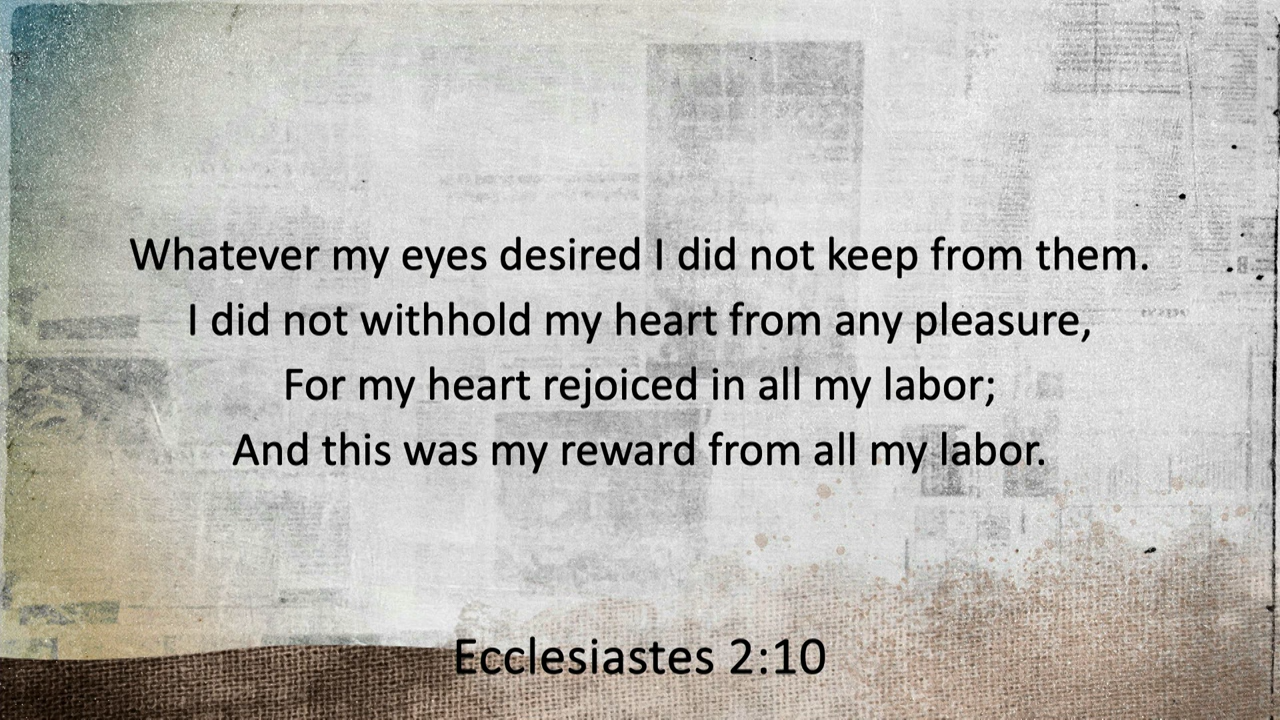 Whatever my eyes desired I did not keep from them.
I did not withhold my heart from any pleasure,
For my heart rejoiced in all my labor;
And this was my reward from all my labor.
Ecclesiastes 2:10